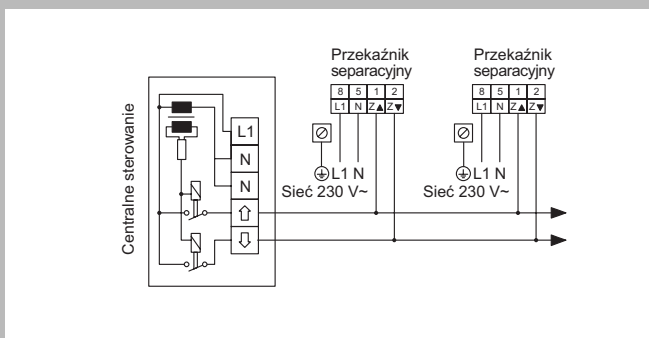 Przekaźnik
separacyjny
8 5 1 2
L1 N Z▲ Z▼
L1 N
Sieć 230 V~
Przekaźnik
separacyjny
8 5 1 2
L1 N Z▲ Z▼
L1 N
Sieć 230 V~
Centralne sterowanie
L1
N
N